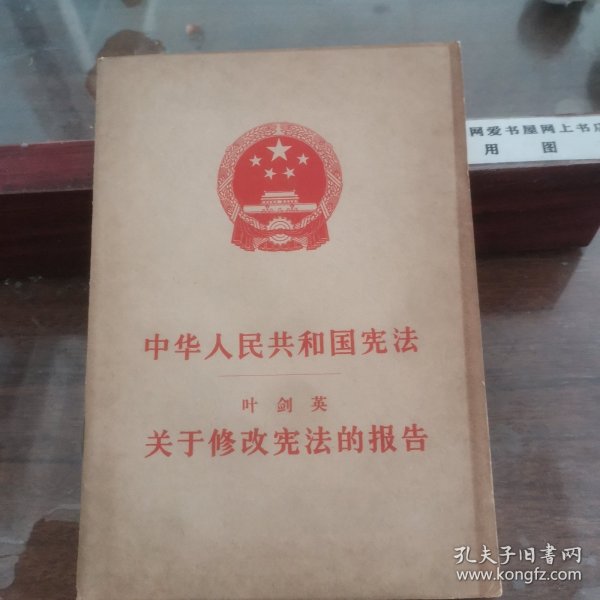 网爱书屋网上书店
用 图
中华人民共和国宪法
叶剑英
关于修改宪法的报告
孔夫子旧书网
www.kongfz.com